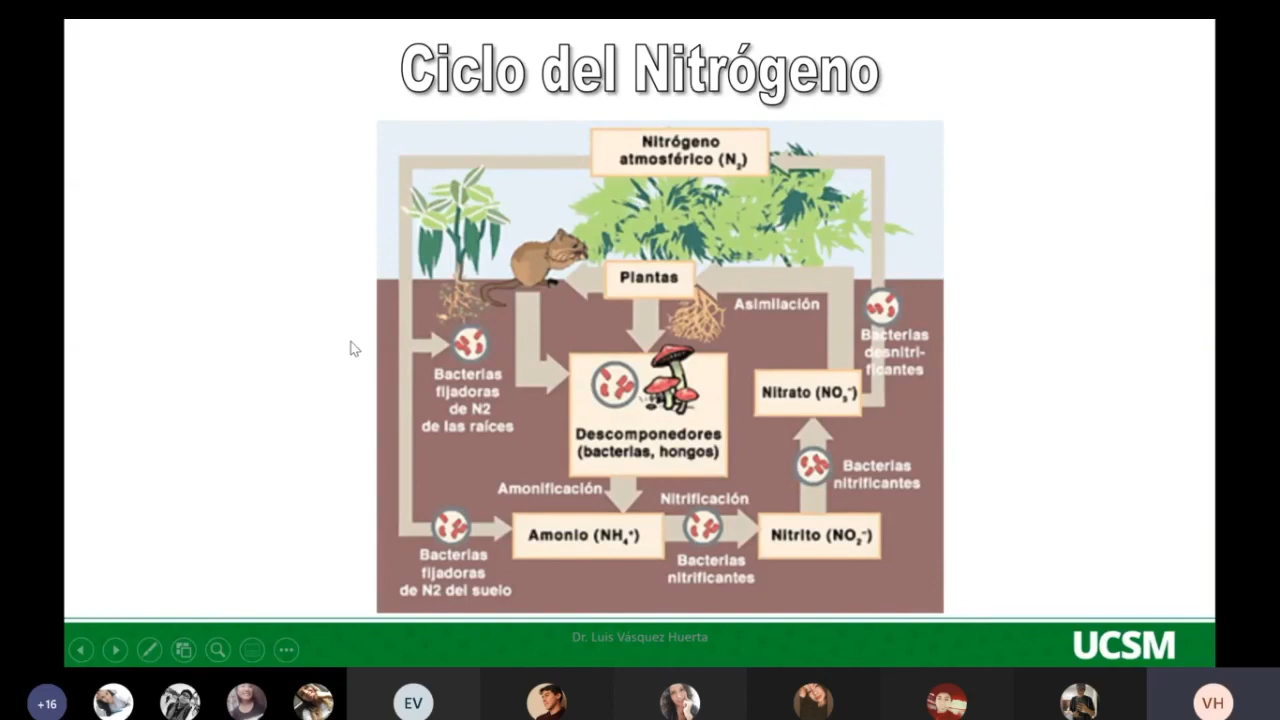 Ciclo del Nitrógeno
Nitrógeno
atmosférico (N₂)
Plantas
Asimilación
Bacterias
desnitri-
ficantes
Bacterias
fijadoras
de N2
de las raíces
Nitrato (NO₃⁻)
Descomponedores
(bacterias, hongos)
Bacterias
nitrificantes
Amonificación
Nitrificación
Amonio (NH₄⁺)
Nitrito (NO₂⁻)
Bacterias
fijadoras
de N2 del suelo
Bacterias
nitrificantes
Dr. Luis Vásquez Huerta
UCSM
+16
EV
VH